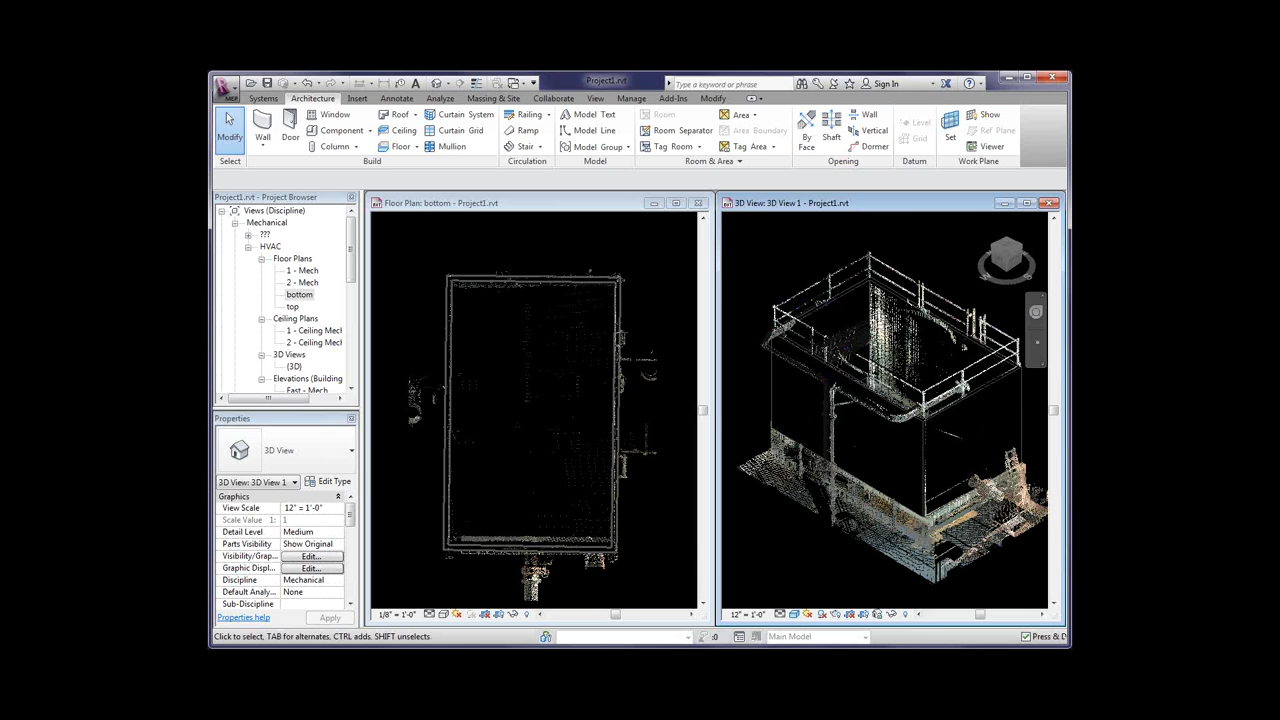 Project1.rvt
Type a keyword or phrase
Sign In
MEP
Systems Architecture Insert Annotate Analyze Massing & Site Collaborate View Manage Add-Ins Modify
Modify Wall Door Window Roof Curtain System Railing Model Text Room Area By Face Shaft Wall Level Set Show
Component Ceiling Curtain Grid Ramp Model Line Room Separator Area Boundary Vertical Grid Ref Plane
Column Floor Mullion Stair Model Group Tag Room Tag Area Dormer Viewer
Select Build Circulation Model Room & Area Opening Datum Work Plane
Project1.rvt - Project Browser
Views (Discipline)
Mechanical
???
HVAC
Floor Plans
1 - Mech
2 - Mech
bottom
top
Ceiling Plans
1 - Ceiling Mech
2 - Ceiling Mech
3D Views
{3D}
Elevations (Building
East - Mech
Properties
3D View
3D View: 3D View 1 Edit Type
Graphics
View Scale 12" = 1'-0"
Scale Value 1: 1
Detail Level Medium
Parts Visibility Show Original
Visibility/Grap... Edit...
Graphic Displ... Edit...
Discipline Mechanical
Default Analy... None
Sub-Discipline
Properties help Apply
Floor Plan: bottom - Project1.rvt
1/8" = 1'-0"
3D View: 3D View 1 - Project1.rvt
12" = 1'-0"
Click to select, TAB for alternates, CTRL adds, SHIFT unselects.
:0
Main Model
Press & D